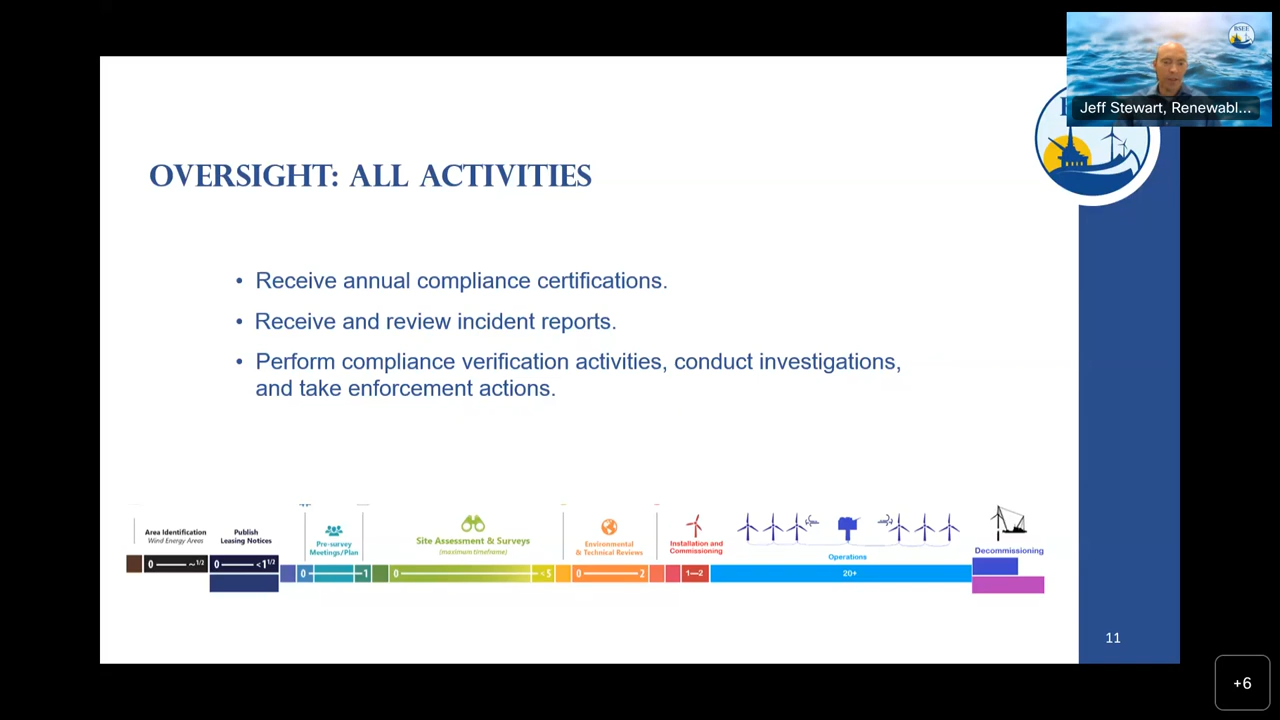 BSEE
Jeff Stewart, Renewabl...
OVERSIGHT: ALL ACTIVITIES
• Receive annual compliance certifications.
• Receive and review incident reports.
• Perform compliance verification activities, conduct investigations,
and take enforcement actions.
Area Identification
Wind Energy Areas
0 ~1/2
Publish
Leasing Notices
0 <1 1/2
Pre-survey
Meetings/Plan
0 1
Site Assessment & Surveys
(maximum timeframe)
0 <5
Environmental
& Technical Reviews
0 2
Installation and
Commissioning
1—2
Operations
20+
Decommissioning
11
+6